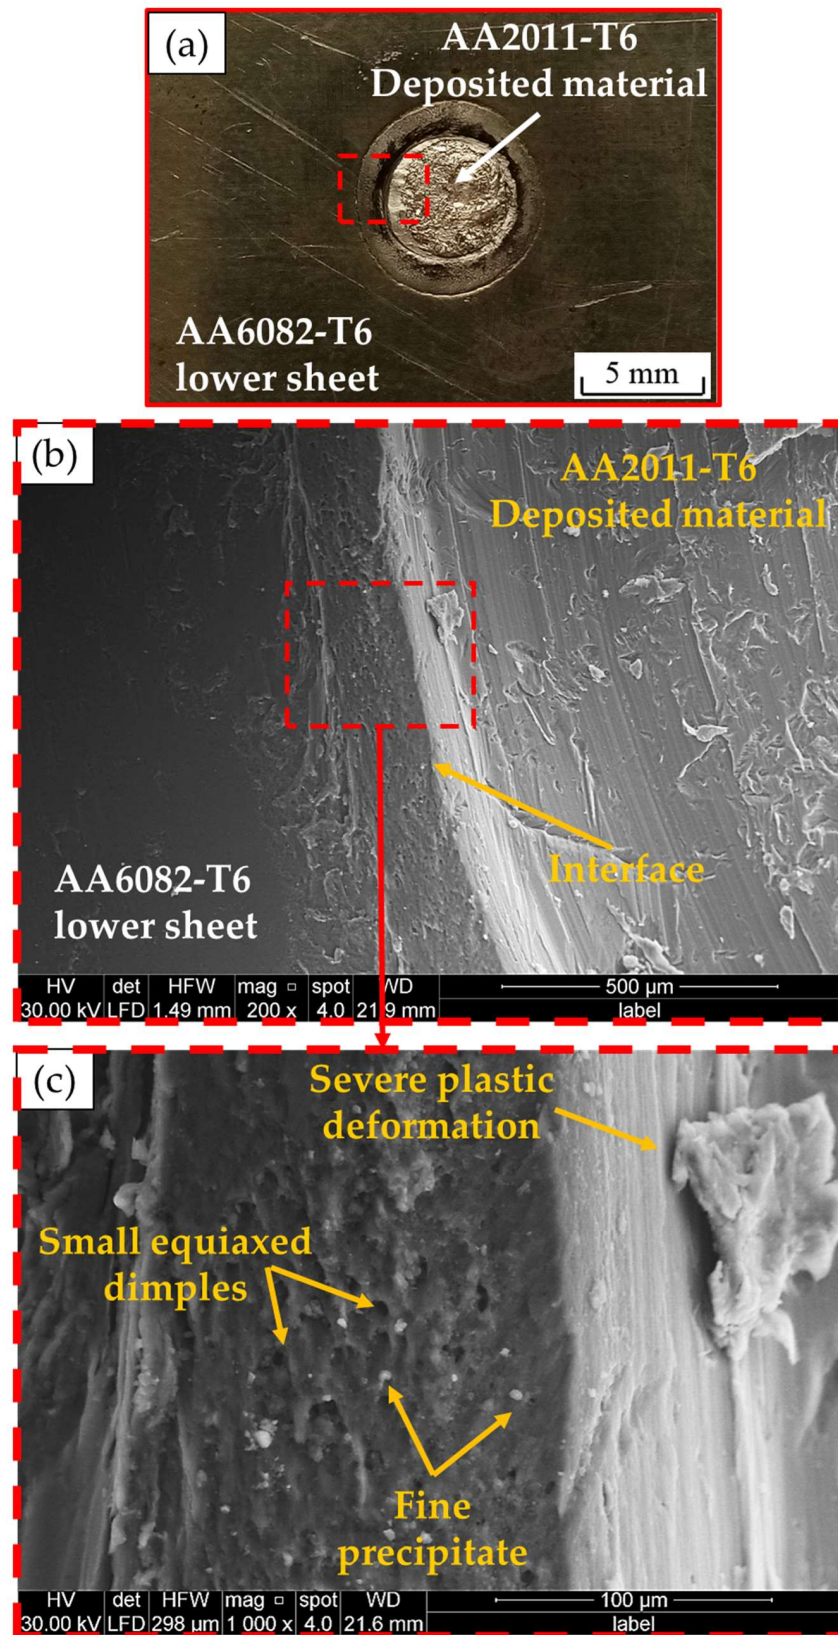 (a)
AA2011-T6
Deposited material
AA6082-T6
lower sheet
5 mm
(b)
AA2011-T6
Deposited material
Interface
AA6082-T6
lower sheet
HV det HFW mag □ spot WD 500 µm
30.00 kV LFD 1.49 mm 200 x 4.0 21.9 mm label
(c)
Severe plastic
deformation
Small equiaxed
dimples
Fine
precipitate
HV det HFW mag □ spot WD 100 µm
30.00 kV LFD 298 µm 1 000 x 4.0 21.6 mm label